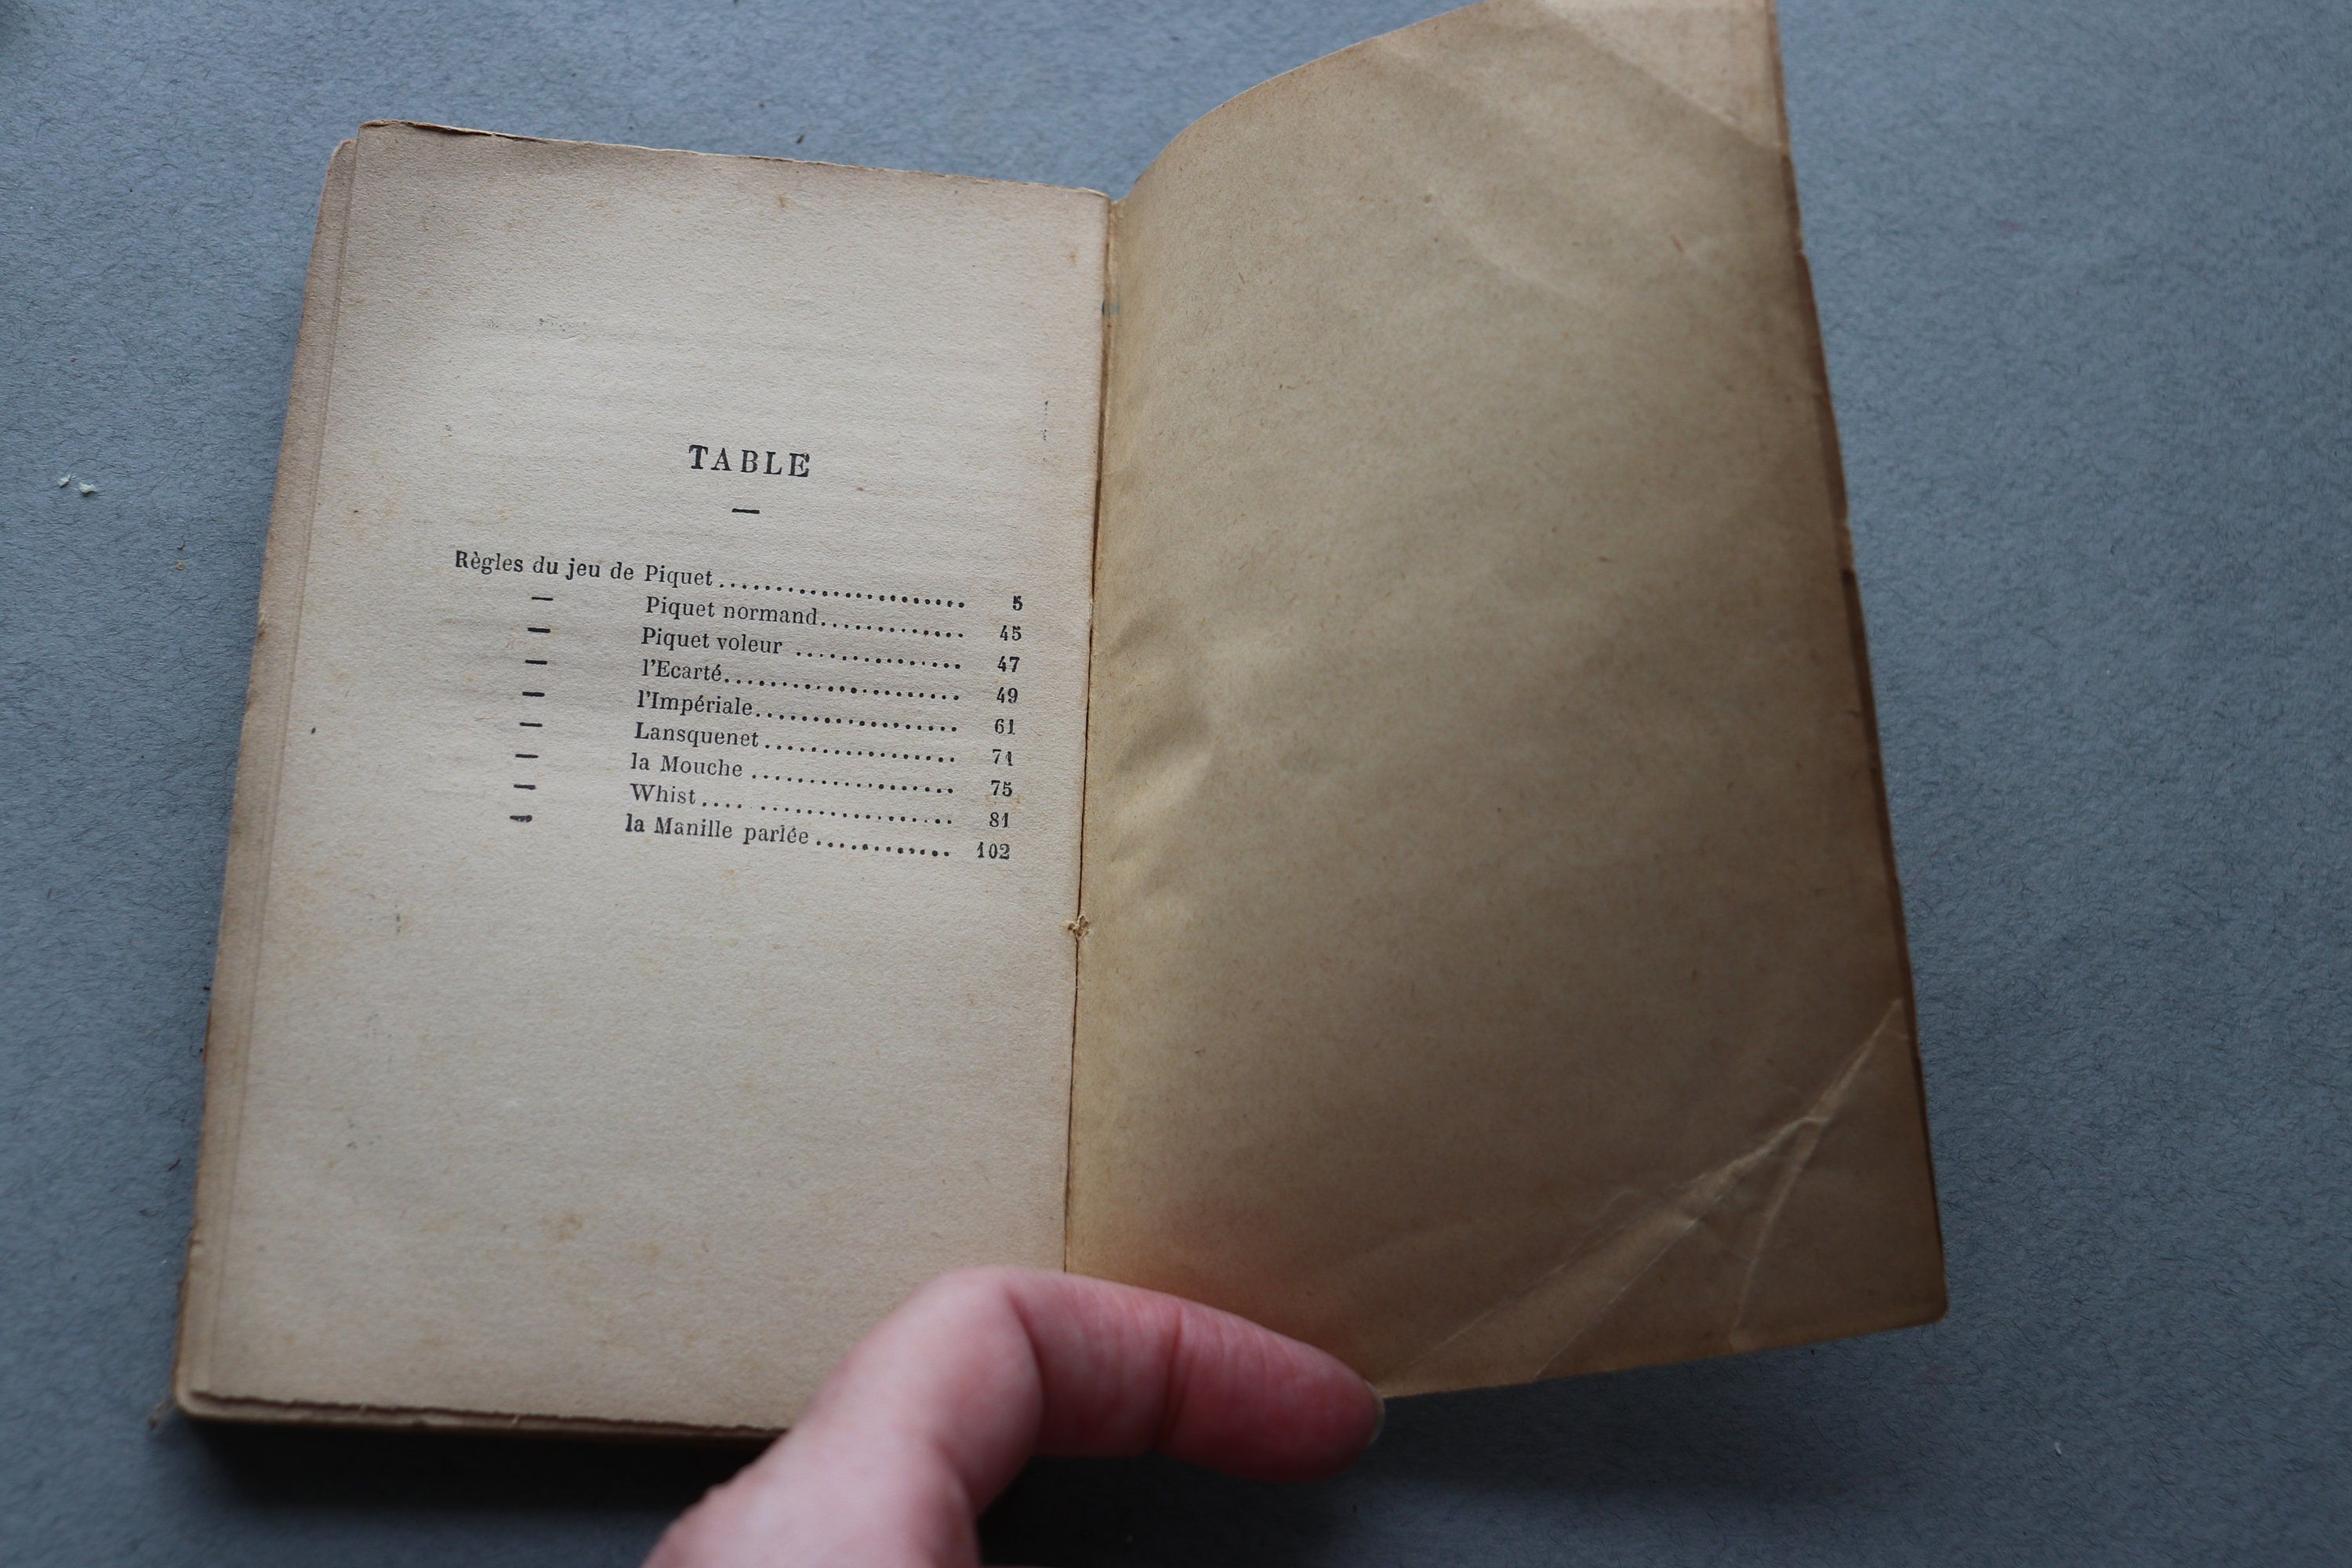 TABLE
—
Règles du jeu de Piquet........................ 5
— Piquet normand............. 45
— Piquet voleur ............... 47
— l'Ecarté....................... 49
— l'Impériale.................... 61
— Lansquenet .................. 71
— la Mouche .................... 75
— Whist.... ................... 81
— la Manille parlée ............ 102